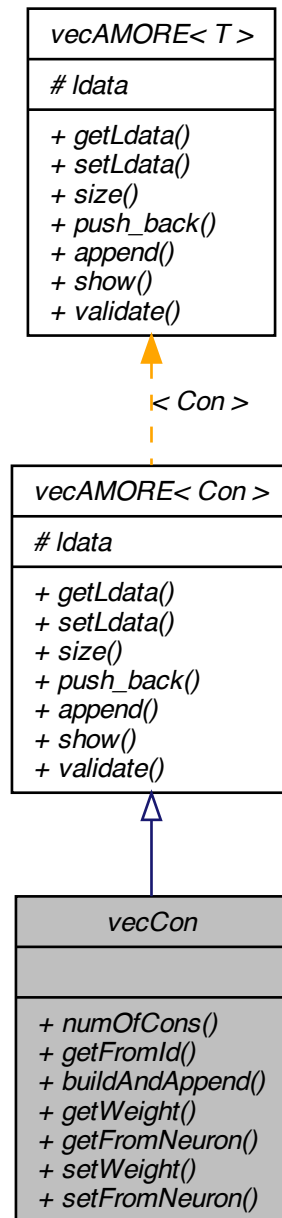 vecAMORE< T >
# ldata
+ getLdata()
+ setLdata()
+ size()
+ push_back()
+ append()
+ show()
+ validate()
< Con >
vecAMORE< Con >
# ldata
+ getLdata()
+ setLdata()
+ size()
+ push_back()
+ append()
+ show()
+ validate()
vecCon
+ numOfCons()
+ getFromId()
+ buildAndAppend()
+ getWeight()
+ getFromNeuron()
+ setWeight()
+ setFromNeuron()